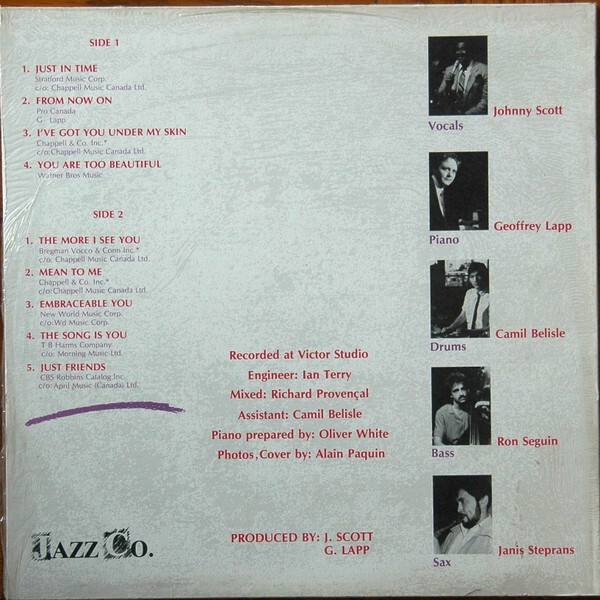 SIDE 1
1. JUST IN TIME
Stratford Music Corp.
c/o: Chappell Music Canada Ltd.
2. FROM NOW ON
Pro Canada
G. Lapp
3. I'VE GOT YOU UNDER MY SKIN
Chappell & Co. Inc.*
c/o: Chappell Music Canada Ltd.
4. YOU ARE TOO BEAUTIFUL
Warner Bros Music
SIDE 2
1. THE MORE I SEE YOU
Bregman Vocco & Conn Inc.*
c/o: Chappell Music Canada Ltd.
2. MEAN TO ME
Chappell & Co. Inc.*
c/o: Chappell Music Canada Ltd.
3. EMBRACEABLE YOU
New World Music Corp.
c/o: Wd Music Corp.
4. THE SONG IS YOU
T B Harms Company
c/o: Morning Music Ltd.
5. JUST FRIENDS
CBS Robbins Catalog Inc.
c/o: April Music (Canada) Ltd.
JAZZ CO.
Recorded at Victor Studio
Engineer: Ian Terry
Mixed: Richard Provençal
Assistant: Camil Belisle
Piano prepared by: Oliver White
Photos, Cover by: Alain Paquin
PRODUCED BY: J. SCOTT
G. LAPP
Johnny Scott
Vocals
Geoffrey Lapp
Piano
Camil Belisle
Drums
Ron Seguin
Bass
Janis Steprans
Sax